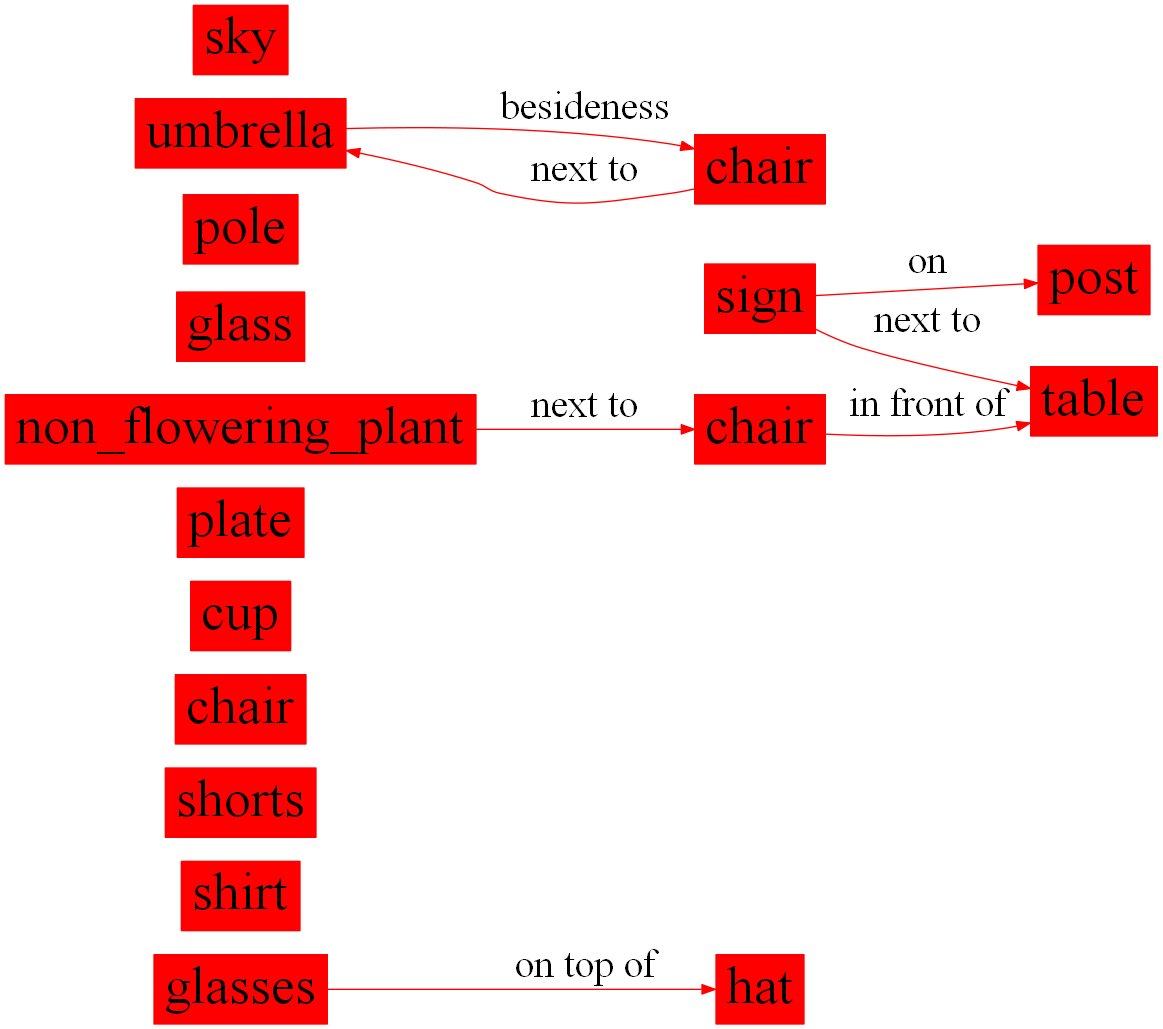 sky
umbrella
besideness
chair
next to
pole
sign
on
post
glass
next to
table
non_flowering_plant
next to
chair
in front of
plate
cup
chair
shorts
shirt
glasses
on top of
hat